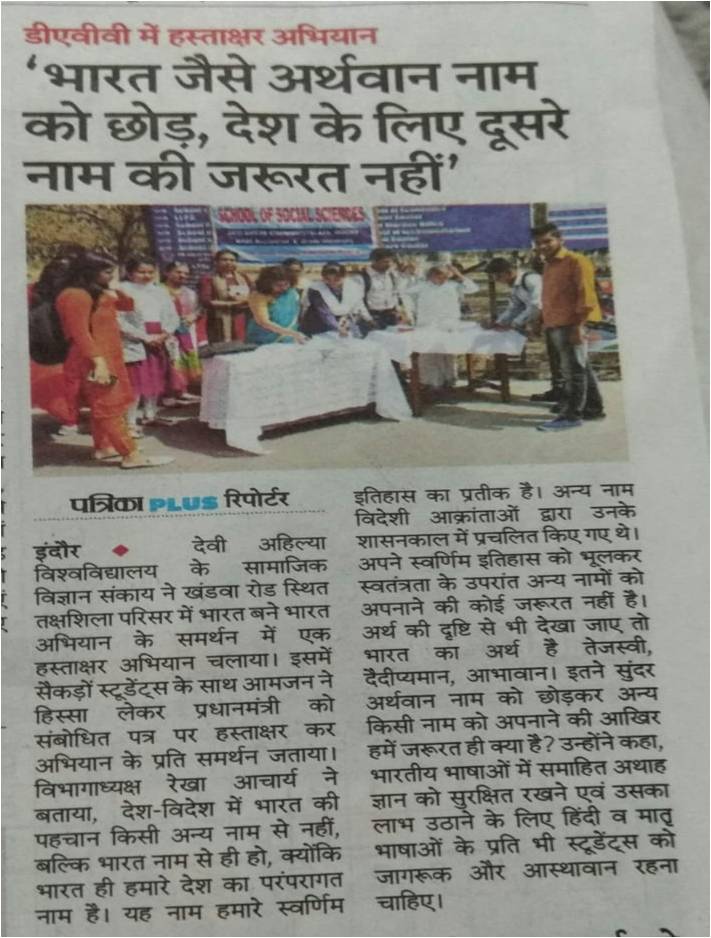 डीएवीवी में हस्ताक्षर अभियान
‘भारत जैसे अर्थवान नाम
को छोड़, देश के लिए दूसरे
नाम की जरूरत नहीं’
SCHOOL OF SOCIAL SCIENCES
पत्रिका PLUS रिपोर्टर
इंदौर ◆ देवी अहिल्या
विश्वविद्यालय के सामाजिक
विज्ञान संकाय ने खंडवा रोड स्थित
तक्षशिला परिसर में भारत बने भारत
अभियान के समर्थन में एक
हस्ताक्षर अभियान चलाया। इसमें
सैकड़ों स्टूडेंट्स के साथ आमजन ने
हिस्सा लेकर प्रधानमंत्री को
संबोधित पत्र पर हस्ताक्षर कर
अभियान के प्रति समर्थन जताया।
विभागाध्यक्ष रेखा आचार्य ने
बताया, देश-विदेश में भारत की
पहचान किसी अन्य नाम से नहीं,
बल्कि भारत नाम से ही हो, क्योंकि
भारत ही हमारे देश का परंपरागत
नाम है। यह नाम हमारे स्वर्णिम
इतिहास का प्रतीक है। अन्य नाम
विदेशी आक्रांताओं द्वारा उनके
शासनकाल में प्रचलित किए गए थे।
अपने स्वर्णिम इतिहास को भूलकर
स्वतंत्रता के उपरांत अन्य नामों को
अपनाने की कोई जरूरत नहीं है।
अर्थ की दृष्टि से भी देखा जाए तो
भारत का अर्थ है तेजस्वी,
दैदीप्यमान, आभावान। इतने सुंदर
अर्थवान नाम को छोड़कर अन्य
किसी नाम को अपनाने की आखिर
हमें जरूरत ही क्या है? उन्होंने कहा,
भारतीय भाषाओं में समाहित अथाह
ज्ञान को सुरक्षित रखने एवं उसका
लाभ उठाने के लिए हिंदी व मातृ
भाषाओं के प्रति भी स्टूडेंट्स को
जागरूक और आस्थावान रहना
चाहिए।